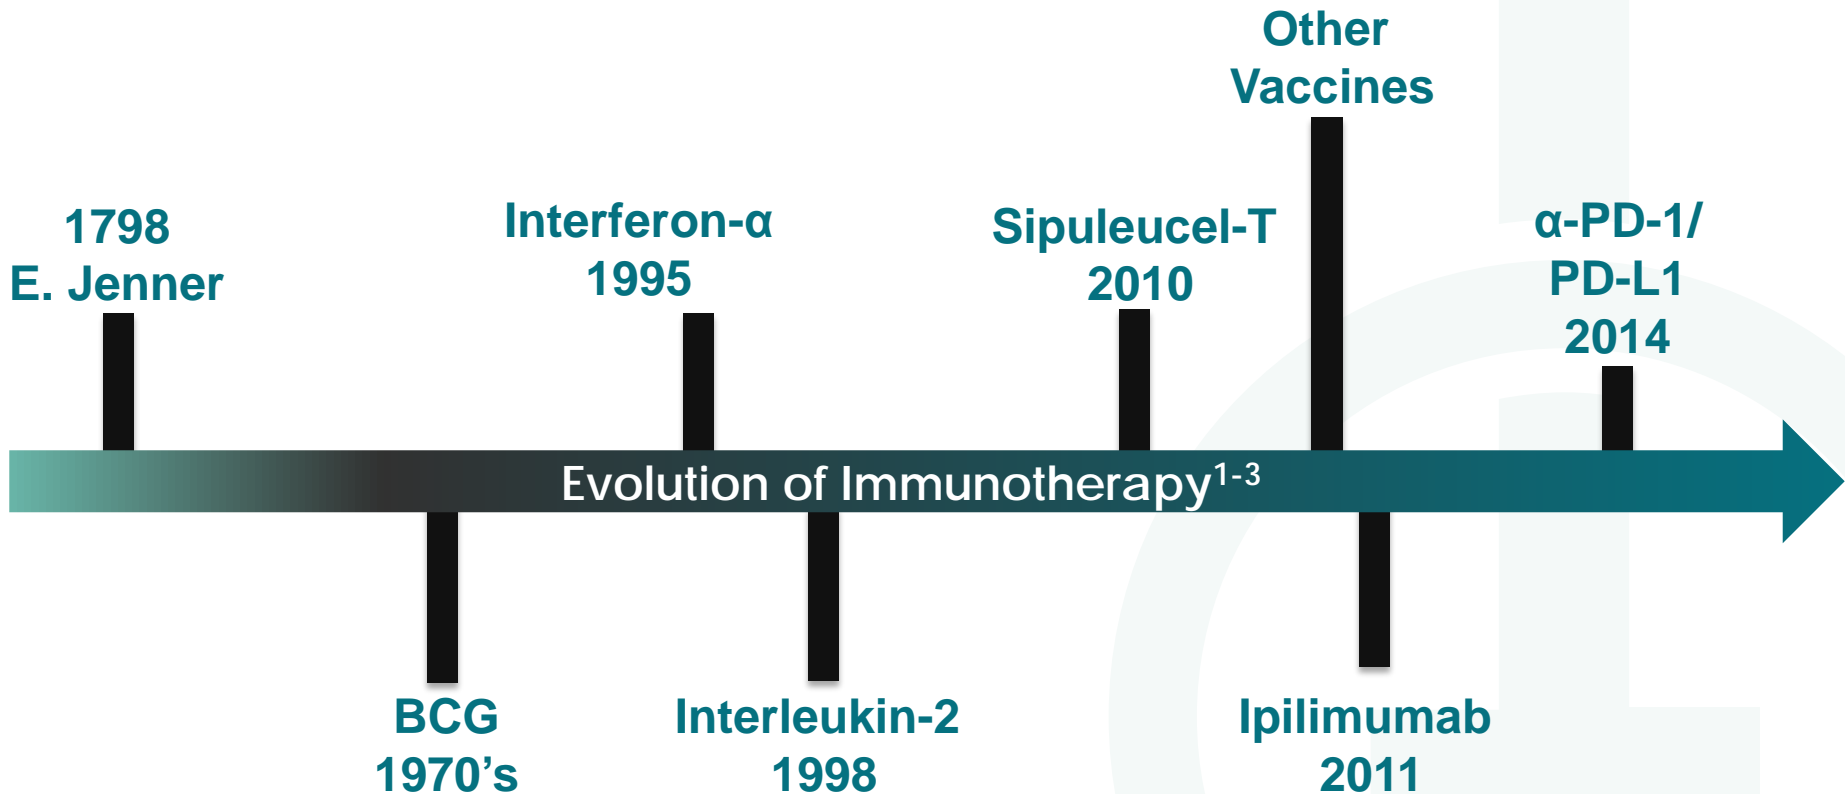 Other
Vaccines
1798
E. Jenner
Interferon-α
1995
Sipuleucel-T
2010
α-PD-1/
PD-L1
2014
Evolution of Immunotherapy¹⁻³
BCG
1970’s
Interleukin-2
1998
Ipilimumab
2011